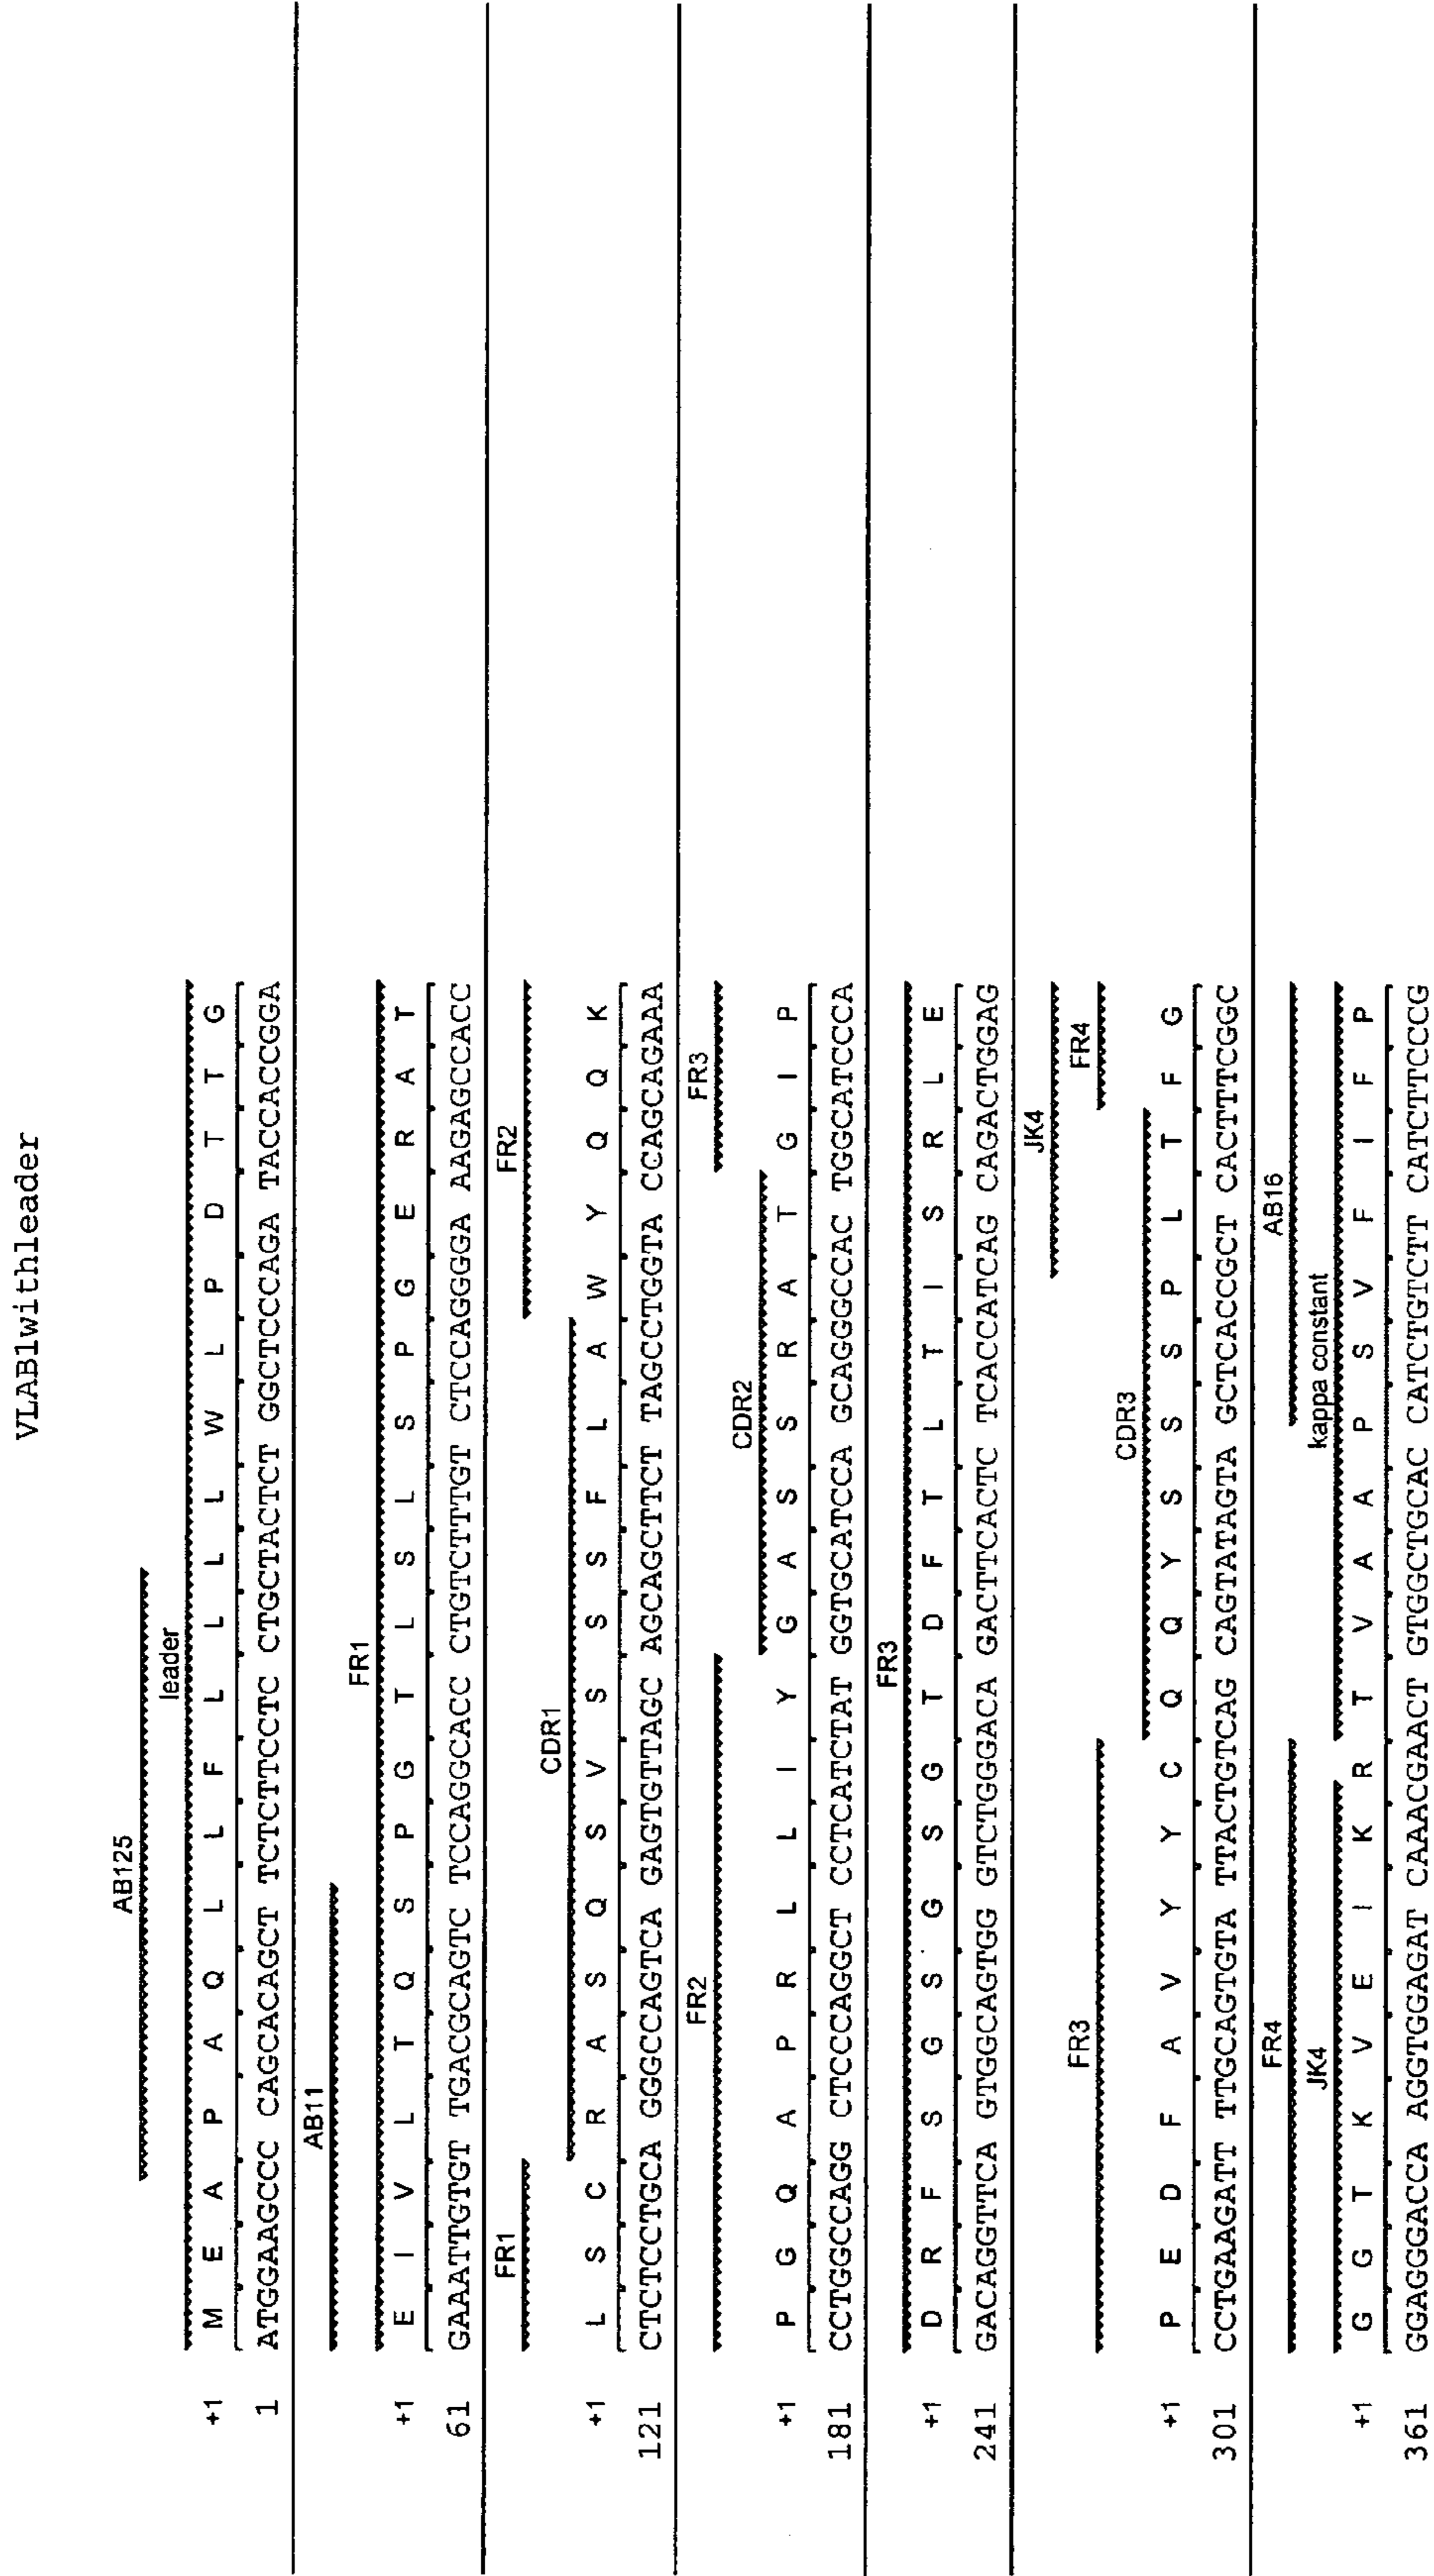 VLAB1withleader
AB125
leader
+1 M E A P A Q L L F L L L L W L P D T T G
1 ATGGAAGCCC CAGCACAGCT TCTCTTCCTC CTGCTACTCT GGCTCCCAGA TACCACCGGA
AB11
FR1
+1 E I V L T Q S P G T L S L S P G E R A T
61 GAAATTGTGT TGACGCAGTC TCCAGGCACC CTGTCTTTGT CTCCAGGGGA AAGAGCCACC
FR1 FR2
CDR1
+1 L S C R A S Q S V S S S F L A W Y Q Q K
121 CTCTCCTGCA GGGCCAGTCA GAGTGTTAGC AGCAGCTTCT TAGCCTGGTA CCAGCAGAAA
FR2 FR3
CDR2
+1 P G Q A P R L L I Y G A S S R A T G I P
181 CCTGGCCAGG CTCCCAGGCT CCTCATCTAT GGTGCATCCA GCAGGGCCAC TGGCATCCCA
FR3
+1 D R F S G S G S G T D F T L T I S R L E
241 GACAGGTTCA GTGGCAGTGG GTCTGGGACA GACTTCACTC TCACCATCAG CAGACTGGAG
JK4
FR3 FR4
CDR3
+1 P E D F A V Y Y C Q Q Y S S S P L T F G
301 CCTGAAGATT TTGCAGTGTA TTACTGTCAG CAGTATAGTA GCTCACCGCT CACTTTCGGC
FR4 AB16
JK4 kappa constant
+1 G T K V E I K R T V A A P S V F I F P
361 GGAGGGACCA AGGTGGAGAT CAAACGAACT GTGGCTGCAC CATCTGTCTT CATCTTCCCG